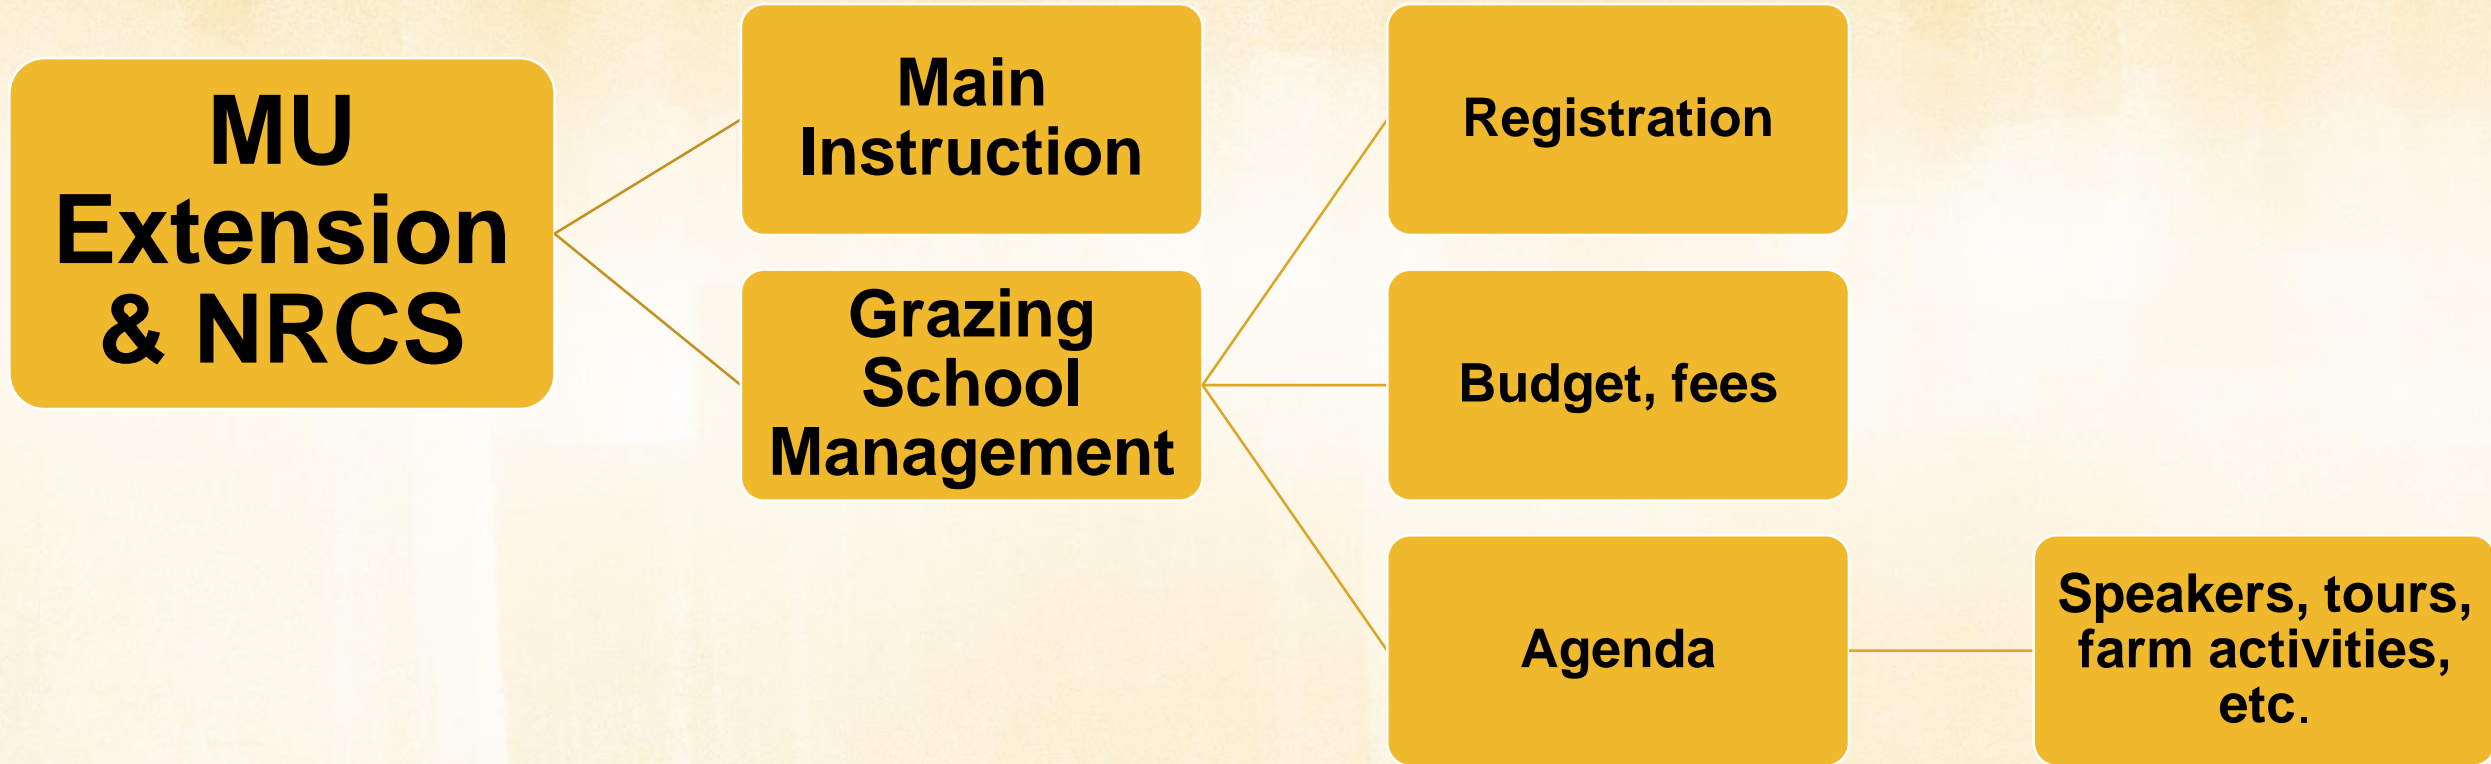 MU
Extension
& NRCS
Main
Instruction
Grazing
School
Management
Registration
Budget, fees
Agenda
Speakers, tours,
farm activities,
etc.